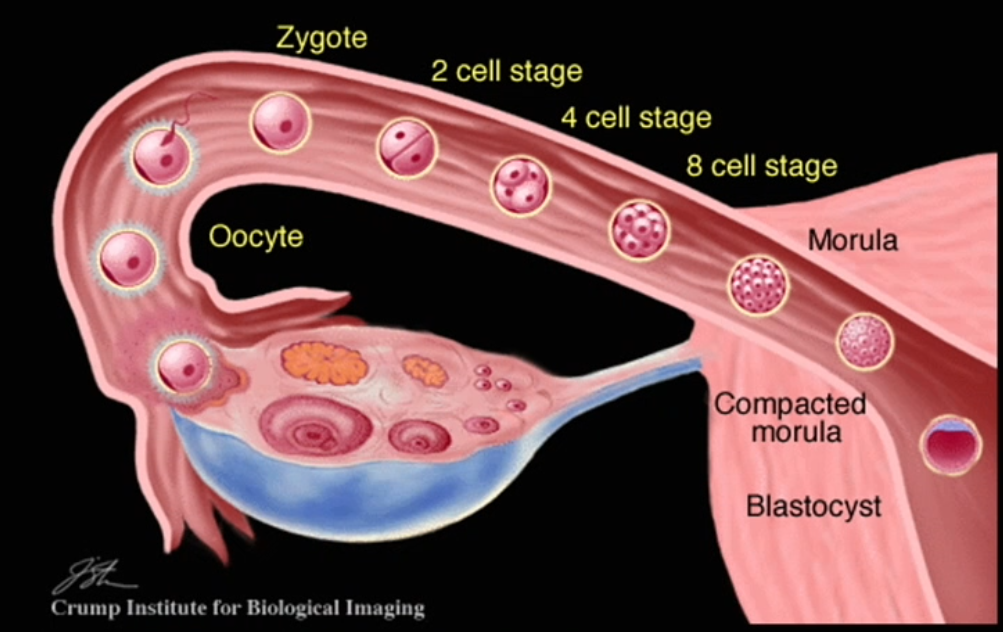 Zygote
2 cell stage
4 cell stage
8 cell stage
Oocyte
Morula
Compacted
morula
Blastocyst
Crump Institute for Biological Imaging